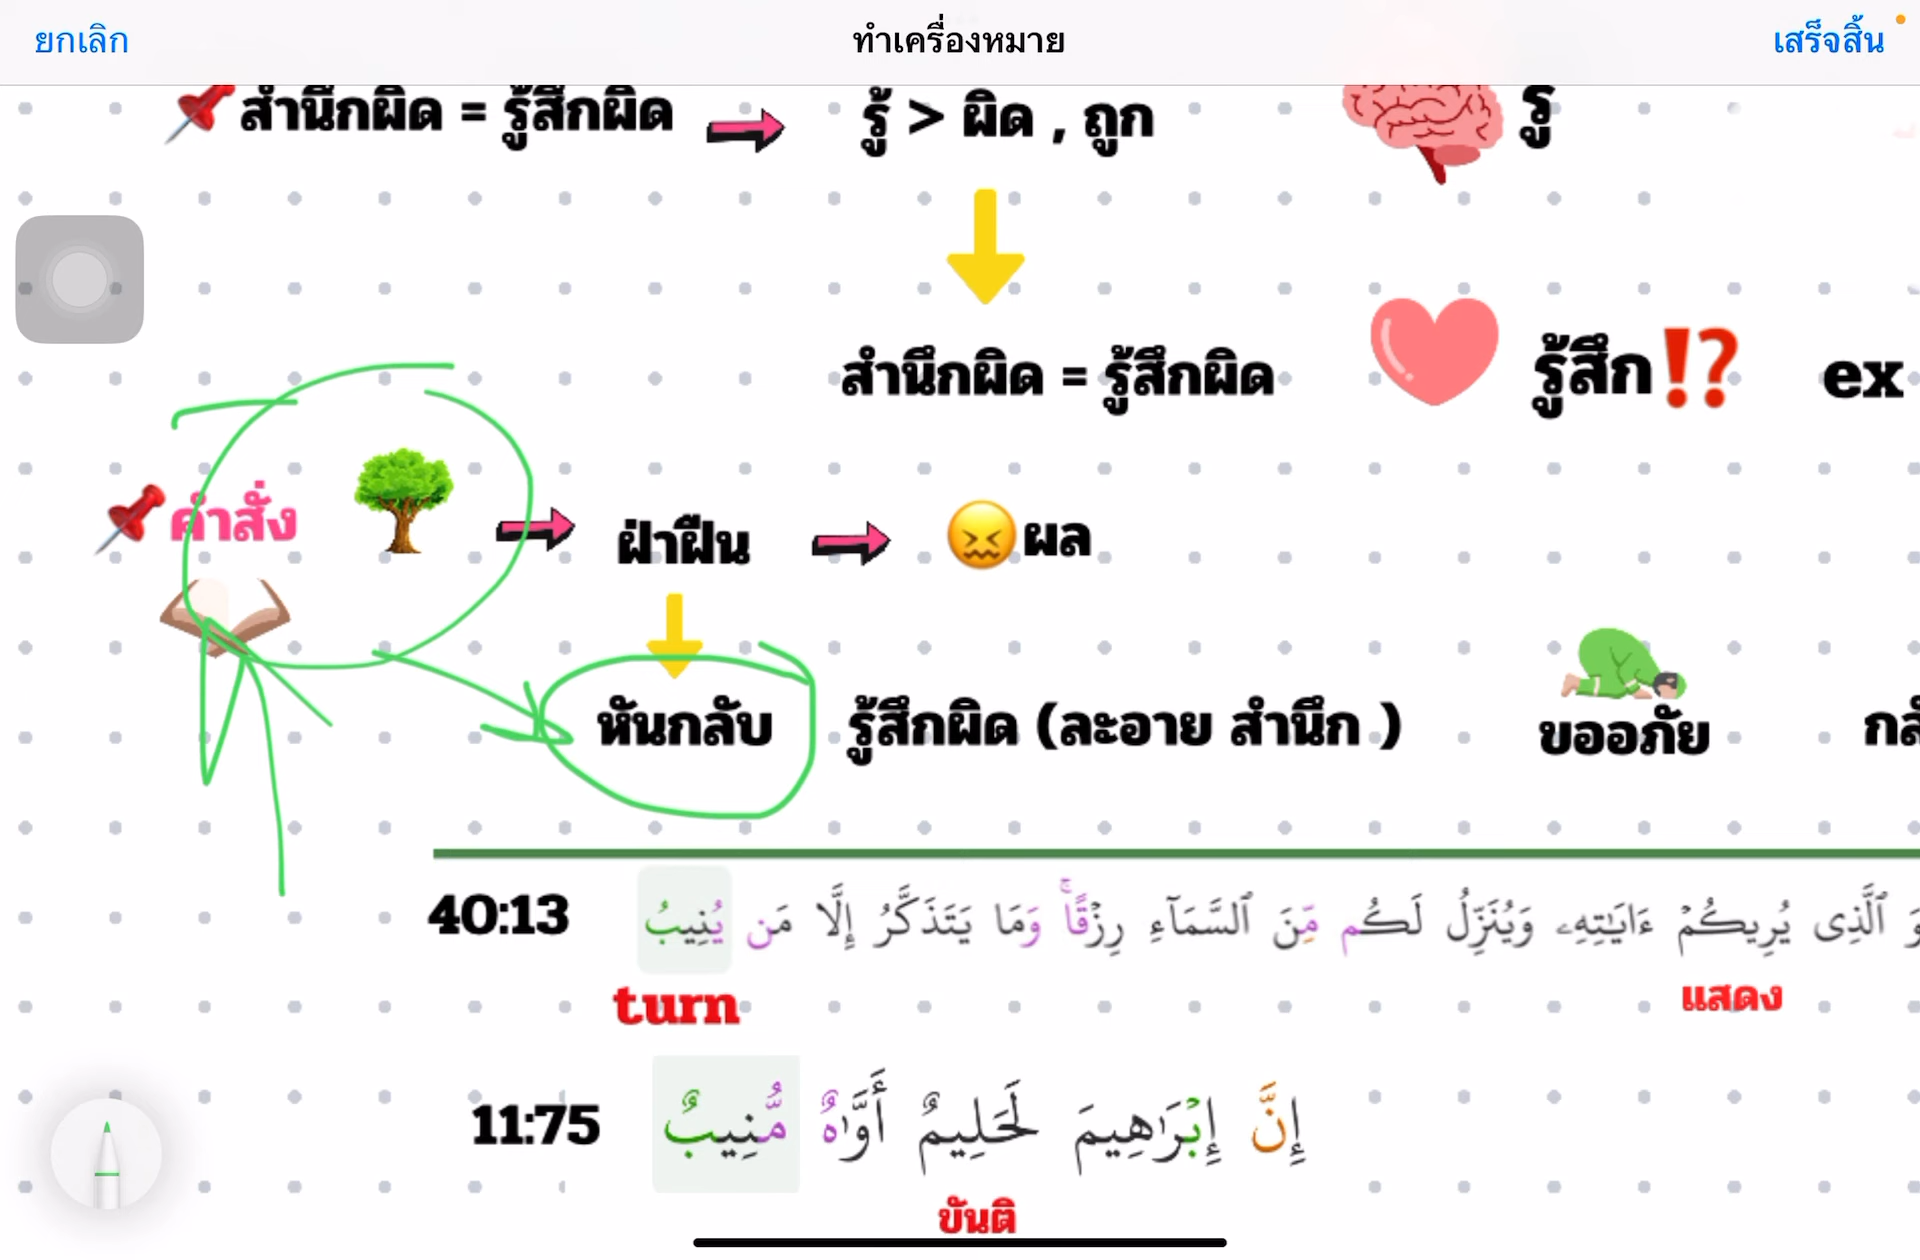 ยกเลิก ทำเครื่องหมาย เสร็จสิ้น
สำนึกผิด = รู้สึกผิด รู้ > ผิด , ถูก รู้
สำนึกผิด = รู้สึกผิด รู้สึก⁉ ex
คำสั่ง ฝ่าฝืน ผล
หันกลับ รู้สึกผิด (ละอาย สำนึก ) ขออภัย
40:13 ٱلَّذِى يُرِيكُمْ ءَايَـٰتِهِۦ وَيُنَزِّلُ لَكُم مِّنَ ٱلسَّمَآءِ رِزْقًا ۚ وَمَا يَتَذَكَّرُ إِلَّا مَن يُنِيبُ
turn แสดง
11:75 إِنَّ إِبْرَٰهِيمَ لَحَلِيمٌ أَوَّٰهٌ مُّنِيبٌ
ขันติ